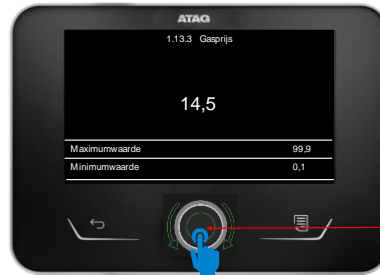 ATAG
1.13.3 Gasprijs
14,5
Maximumwaarde 99,9
Minimumwaarde 0,1